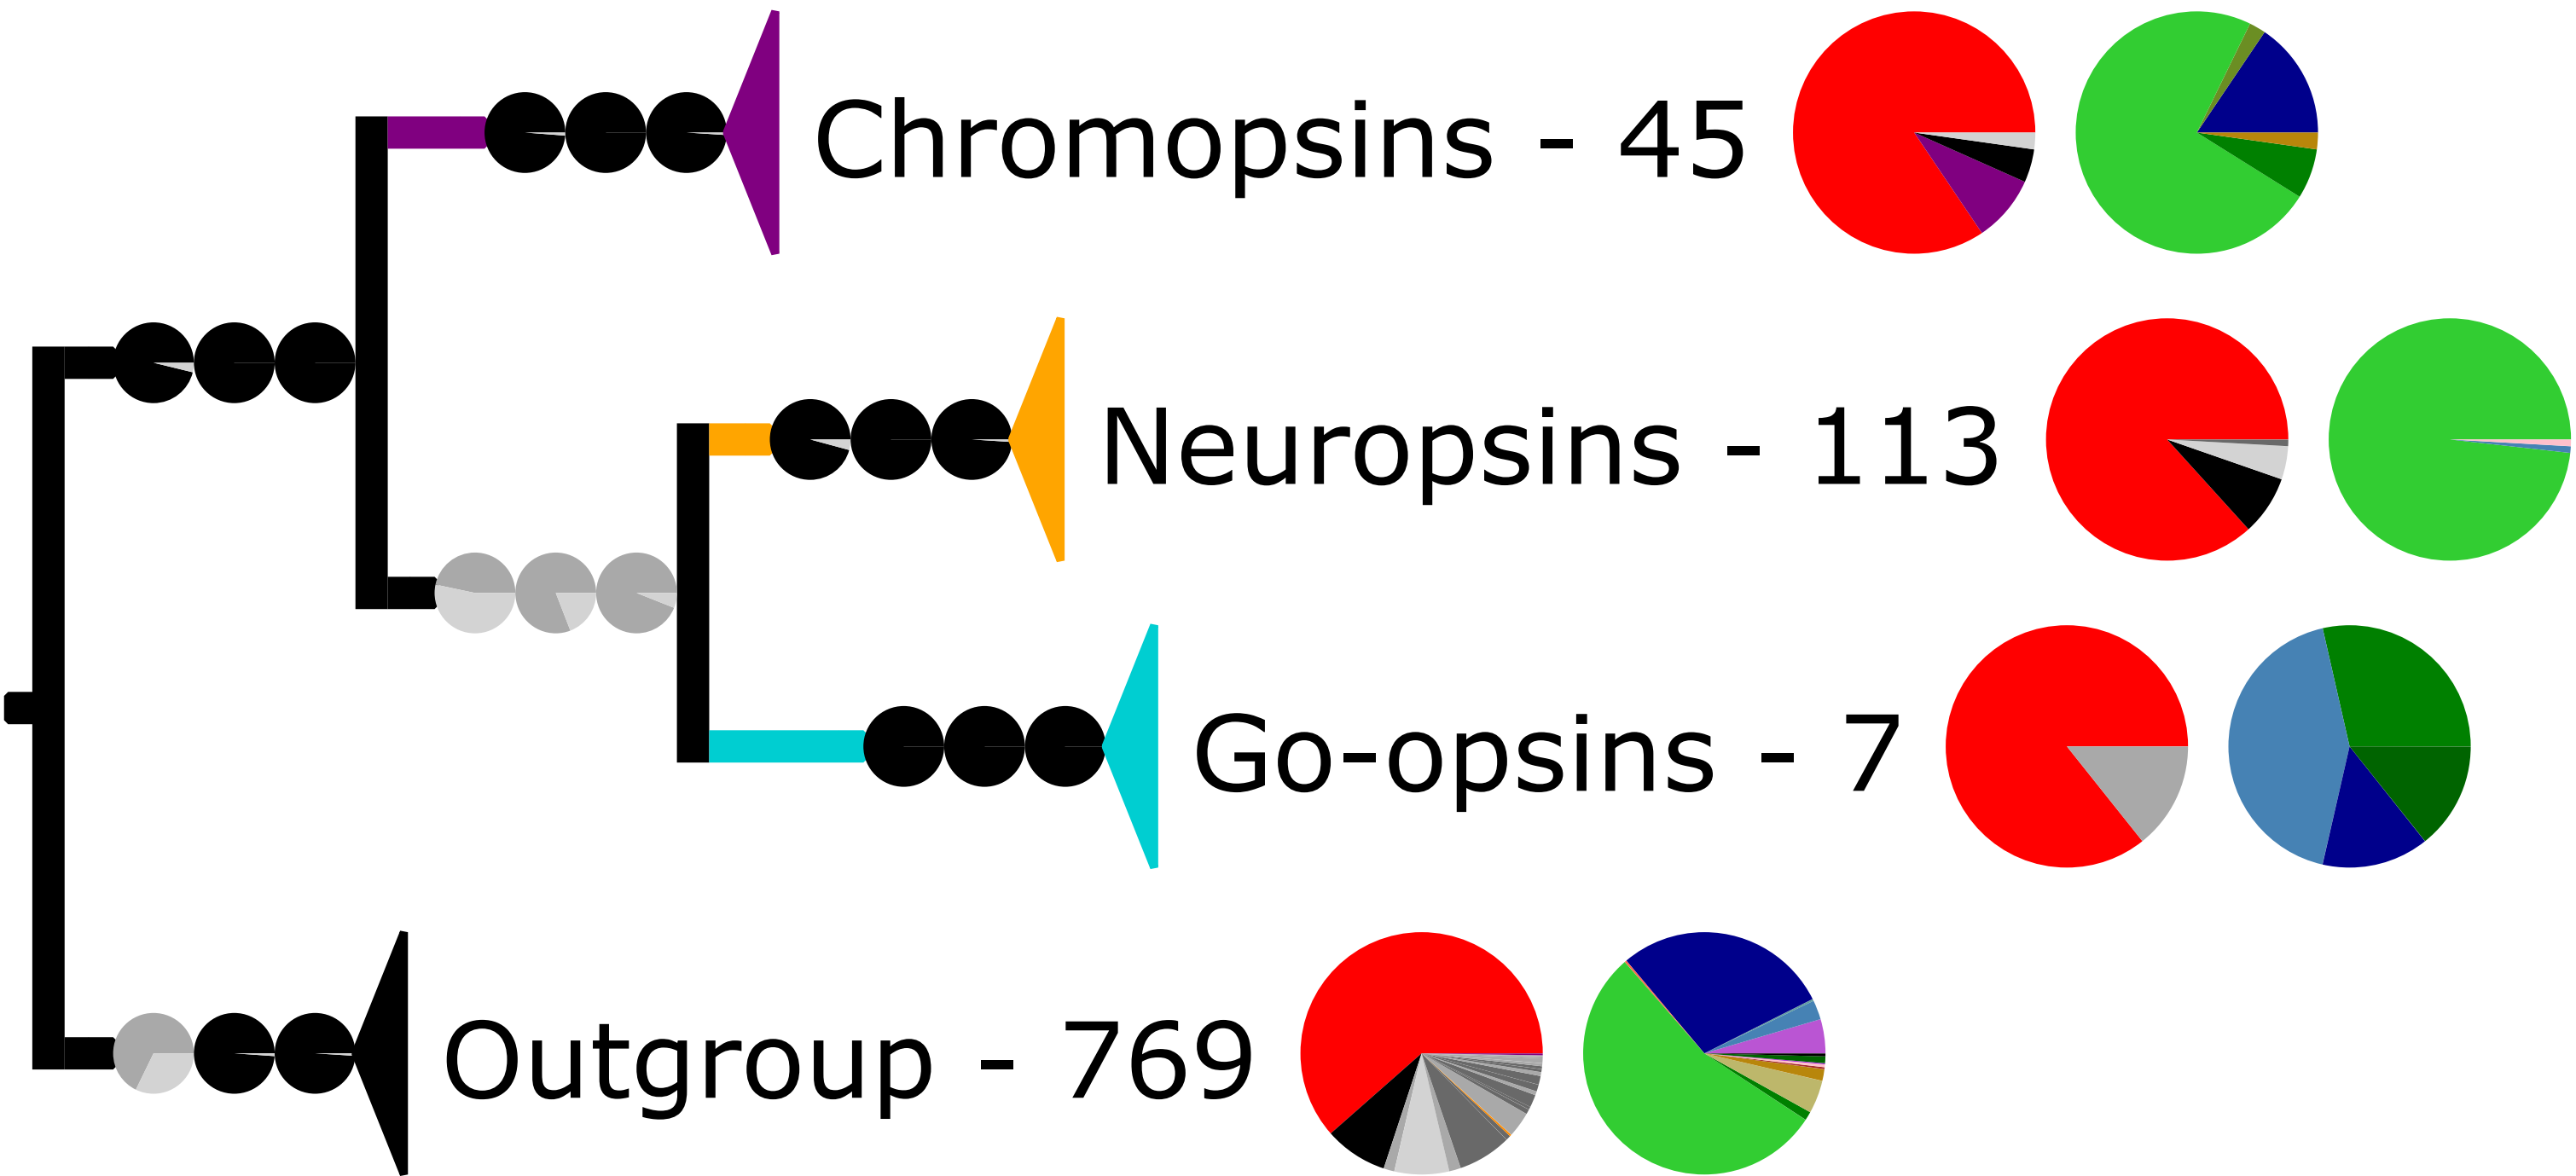 Chromopsins - 45
Neuropsins - 113
Go-opsins - 7
Outgroup - 769